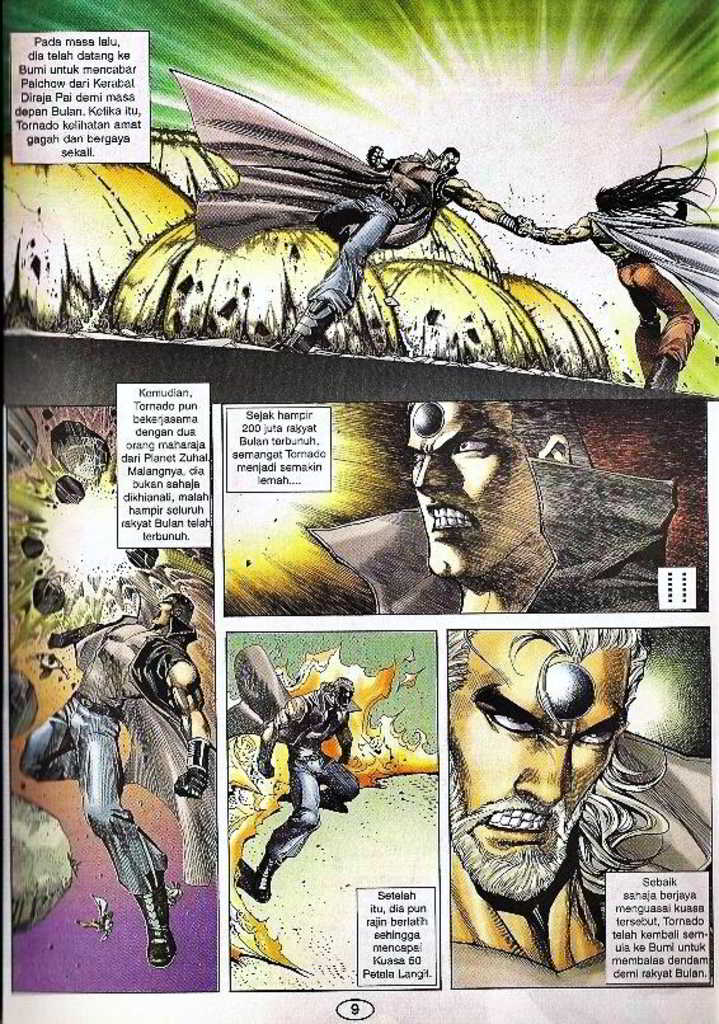 Pada masa lalu,
dia telah datang ke
Bumi untuk mencabar
Paichow dari Kerabat
Diraja Pai demi masa
depan Bulan. Ketika itu,
Tornado kelihatan amat
gagah dan bergaya
sekali.
Kemudian,
Tornado pun
bekerjasama
dengan dua
orang maharaja
dari Planet Zuhal.
Malangnya, dia
bukan sahaja
dikhianati, malah
hampir seluruh
rakyat Bulan telah
terbunuh.
Sejak hampir
200 juta rakyat
Bulan terbunuh,
semangat Tornado
menjadi semakin
lemah....
Setelah
itu, dia pun
rajin berlatih
sehingga
mencapai
Kuasa 60
Petala Langit.
Sebaik
sahaja berjaya
menguasai kuasa
tersebut, Tornado
telah kembali sem-
ula ke Bumi untuk
membalas dendam
demi rakyat Bulan.
9